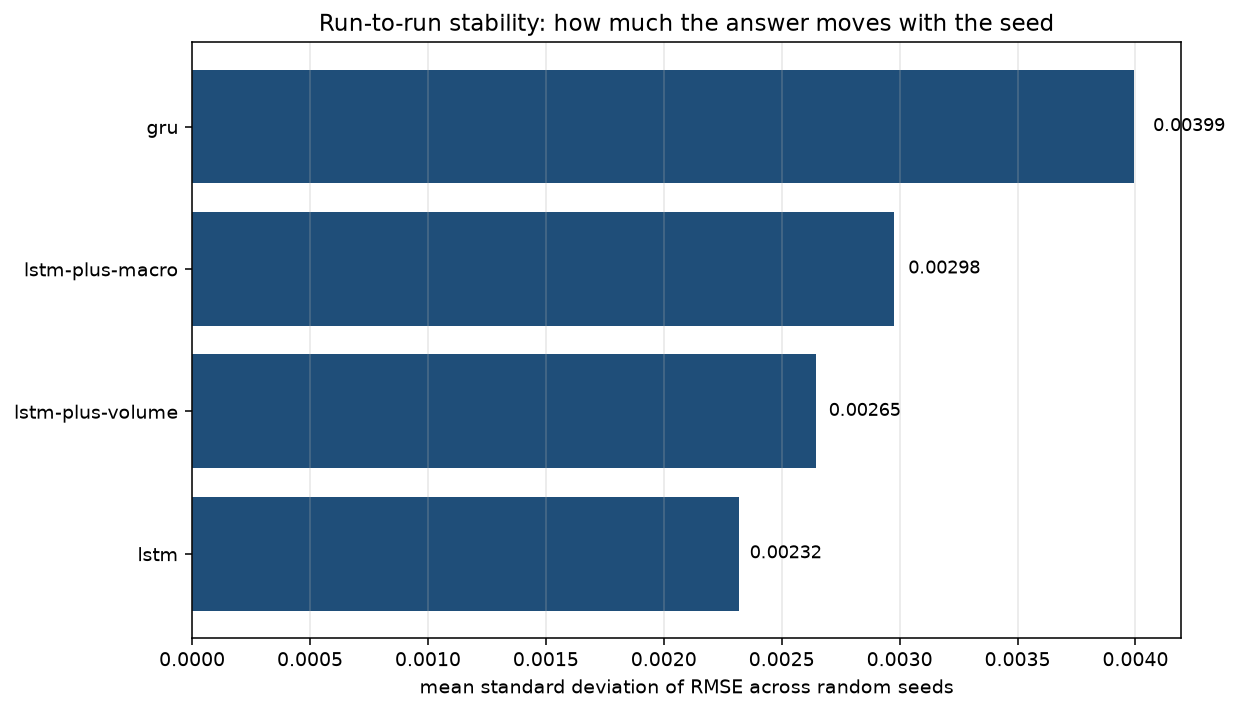 Run-to-run stability: how much the answer moves with the seed
gru
0.00399
lstm-plus-macro
0.00298
lstm-plus-volume
0.00265
lstm
0.00232
0.0000 0.0005 0.0010 0.0015 0.0020 0.0025 0.0030 0.0035 0.0040
mean standard deviation of RMSE across random seeds